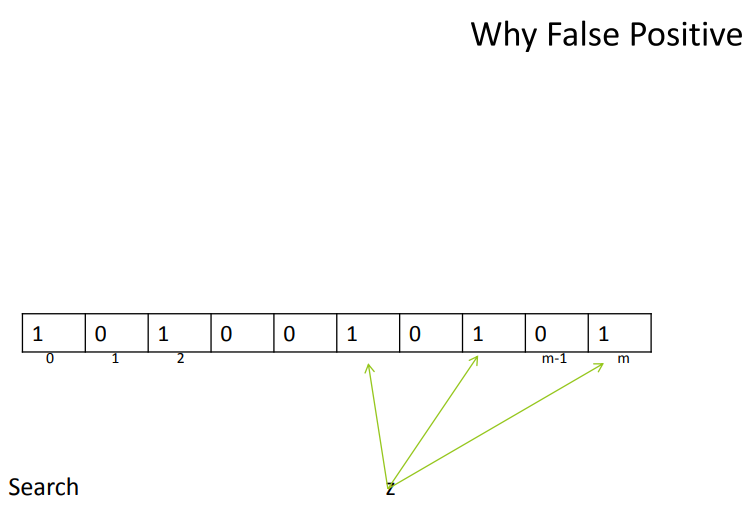 Why False Positive
1 0 1 0 0 1 0 1 0 1
0 1 2 m-1 m
Search z